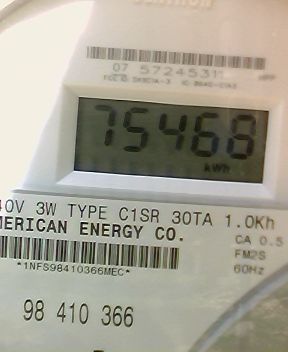 07 5724531
75468
kWh
40V 3W TYPE C1SR 30TA 1.0Kh
MERICAN ENERGY CO.
CA 0.5
FM2S
*1NFS98410366MEC*
60Hz
98 410 366